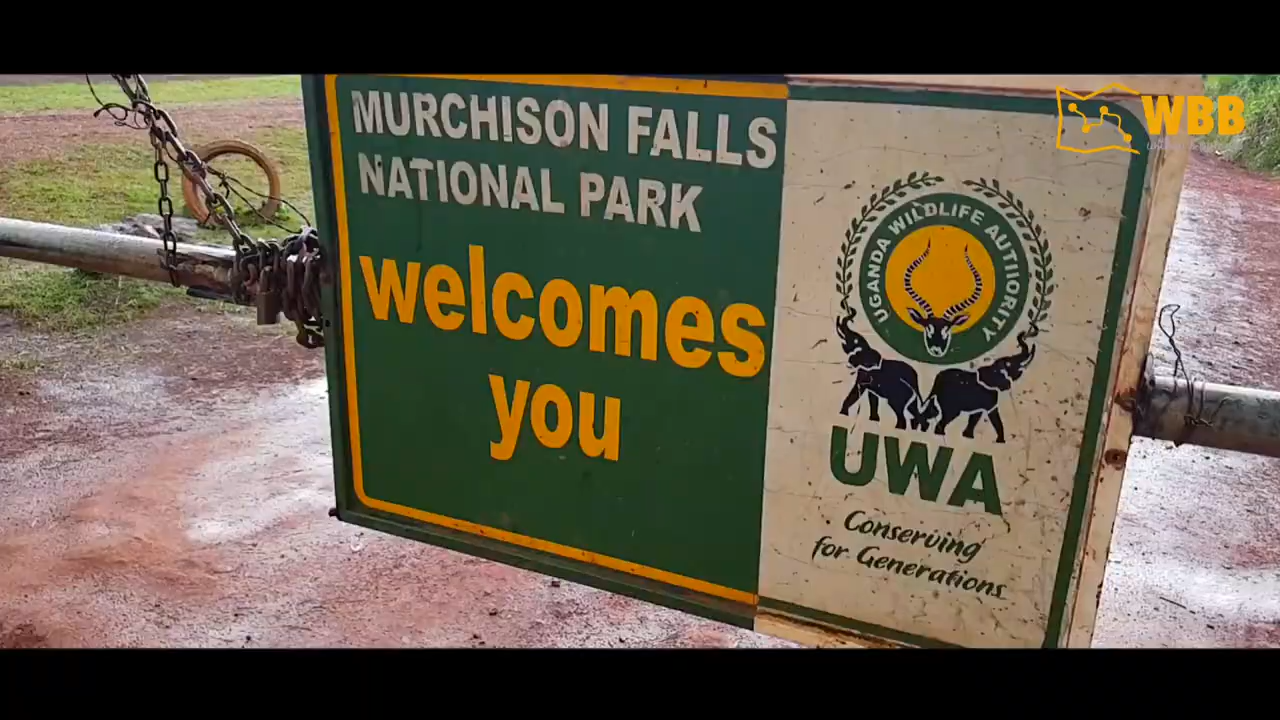 MURCHISON FALLS
NATIONAL PARK
welcomes
you
UGANDA WILDLIFE AUTHORITY
UWA
Conserving
for Generations
WBB